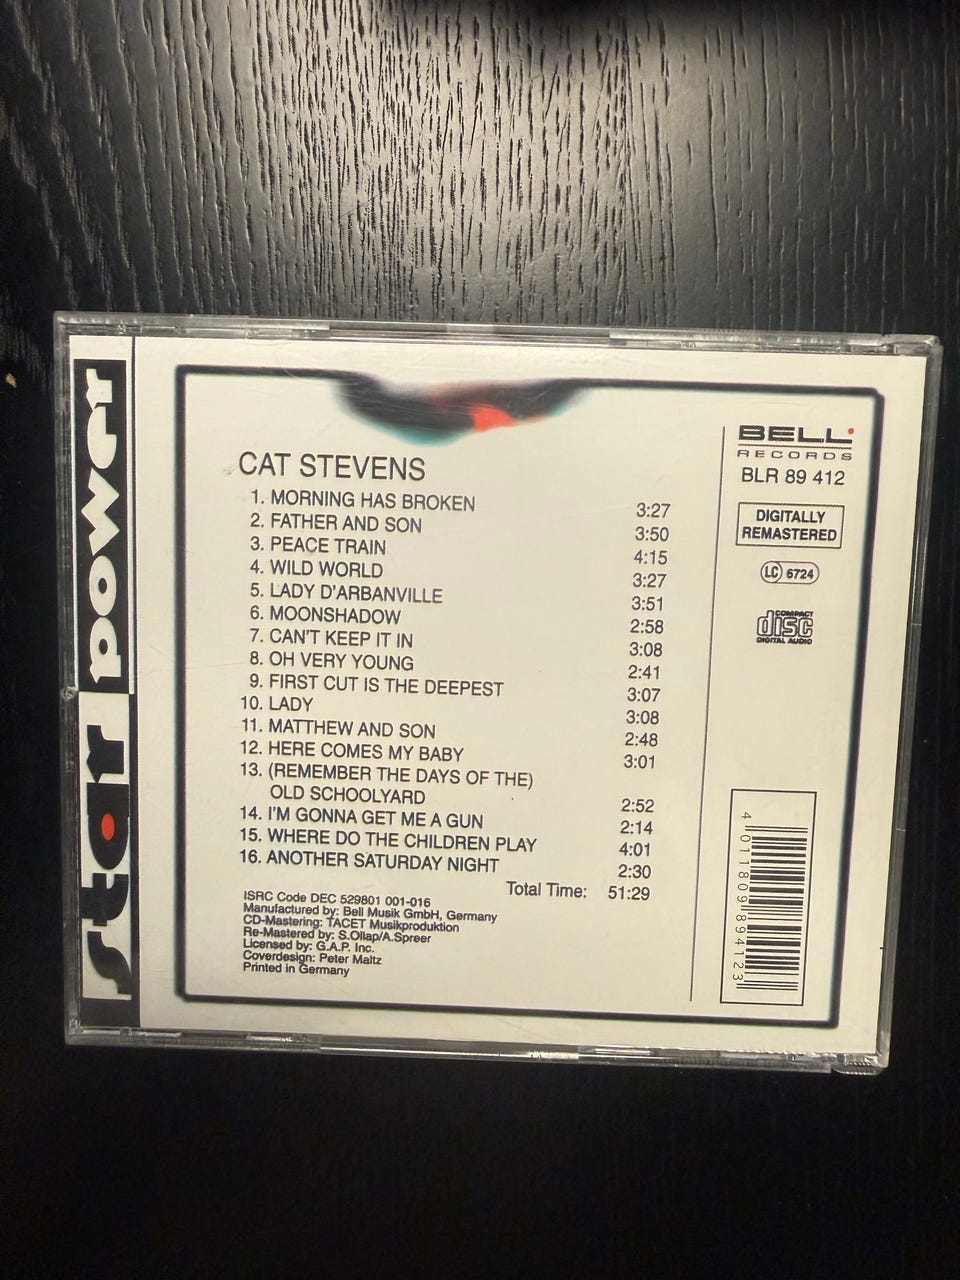 star power
CAT STEVENS
1. MORNING HAS BROKEN 3:27
2. FATHER AND SON 3:50
3. PEACE TRAIN 4:15
4. WILD WORLD 3:27
5. LADY D'ARBANVILLE 3:51
6. MOONSHADOW 2:58
7. CAN'T KEEP IT IN 3:08
8. OH VERY YOUNG 2:41
9. FIRST CUT IS THE DEEPEST 3:07
10. LADY 3:08
11. MATTHEW AND SON 2:48
12. HERE COMES MY BABY 3:01
13. (REMEMBER THE DAYS OF THE)
OLD SCHOOLYARD 2:52
14. I'M GONNA GET ME A GUN 2:14
15. WHERE DO THE CHILDREN PLAY 4:01
16. ANOTHER SATURDAY NIGHT 2:30
Total Time: 51:29
ISRC Code DEC 529801 001-016
Manufactured by: Bell Musik GmbH, Germany
CD-Mastering: TACET Musikproduktion
Re-Mastered by: S.Ollap/A.Spreer
Licensed by: G.A.P. Inc.
Coverdesign: Peter Maltz
Printed in Germany
BELL
RECORDS
BLR 89 412
DIGITALLY
REMASTERED
LC 6724
COMPACT
disc
DIGITAL AUDIO
4 011809 894123